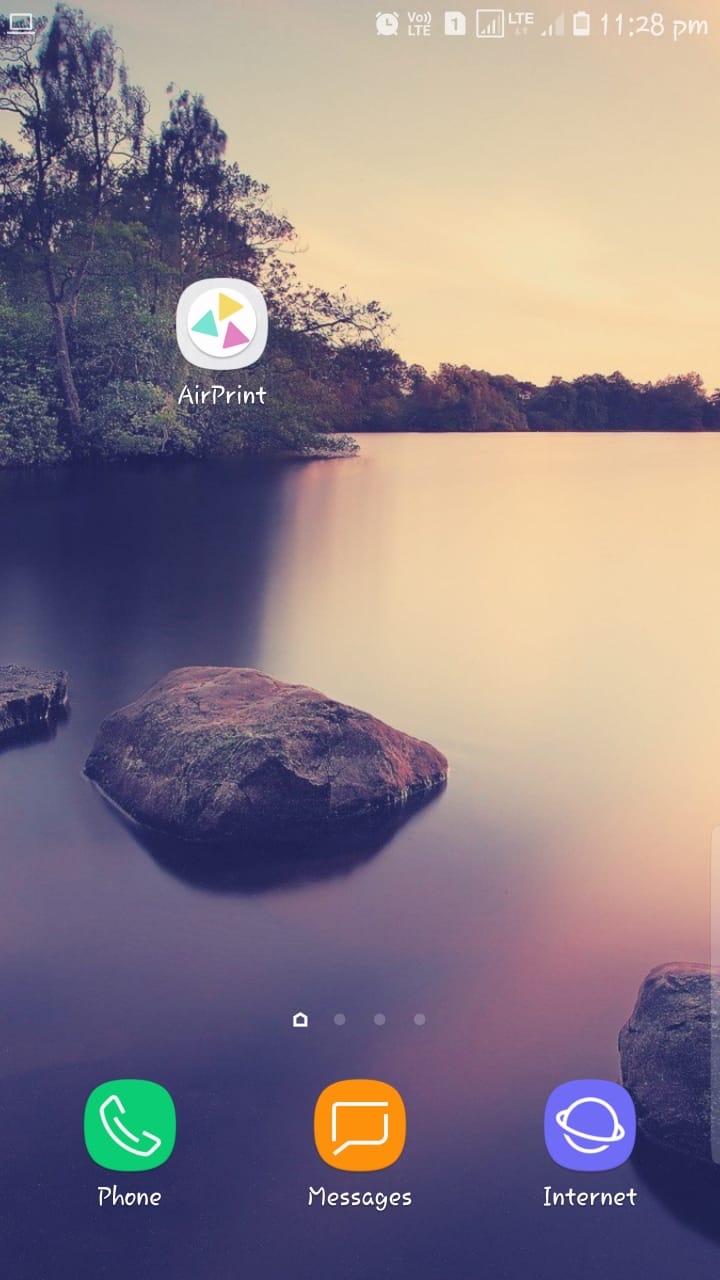 Vo)) LTE 1 LTE 11:28 pm
AirPrint
Phone Messages Internet